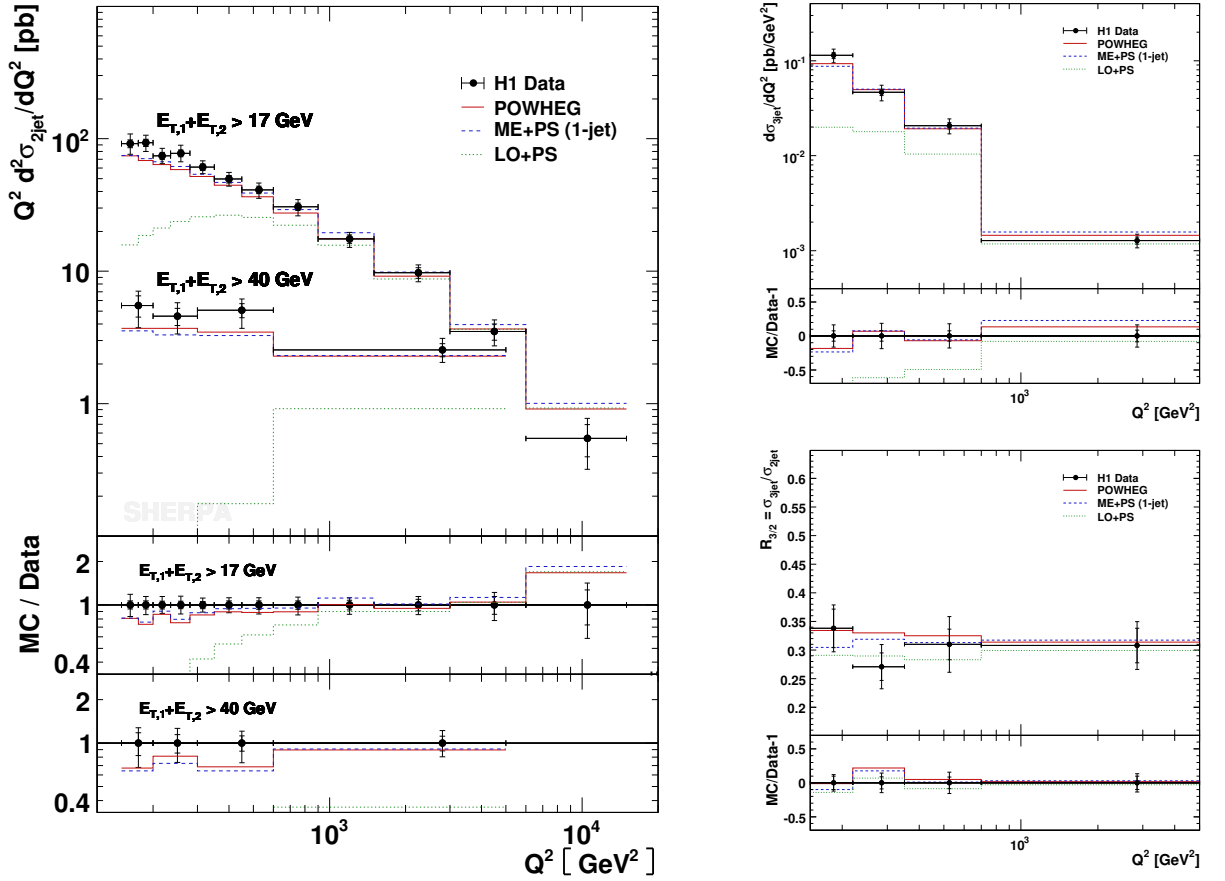 Q² d²σ_2jet/dQ² [pb]
H1 Data
POWHEG
ME+PS (1-jet)
LO+PS
E_T,1+E_T,2 > 17 GeV
10²
10
E_T,1+E_T,2 > 40 GeV
1
SHERPA
MC / Data
2
E_T,1+E_T,2 > 17 GeV
1
0.4
2
E_T,1+E_T,2 > 40 GeV
1
0.4
10³
10⁴
Q² [ GeV² ]
dσ_3jet/dQ² [pb/GeV²]
H1 Data
POWHEG
ME+PS (1-jet)
LO+PS
10⁻¹
10⁻²
10⁻³
MC/Data-1
0.5
0
-0.5
10³
Q² [GeV²]
R_3/2 = σ_3jet/σ_2jet
H1 Data
POWHEG
ME+PS (1-jet)
LO+PS
0.6
0.55
0.5
0.45
0.4
0.35
0.3
0.25
0.2
MC/Data-1
0.5
0
-0.5
10³
Q² [GeV²]